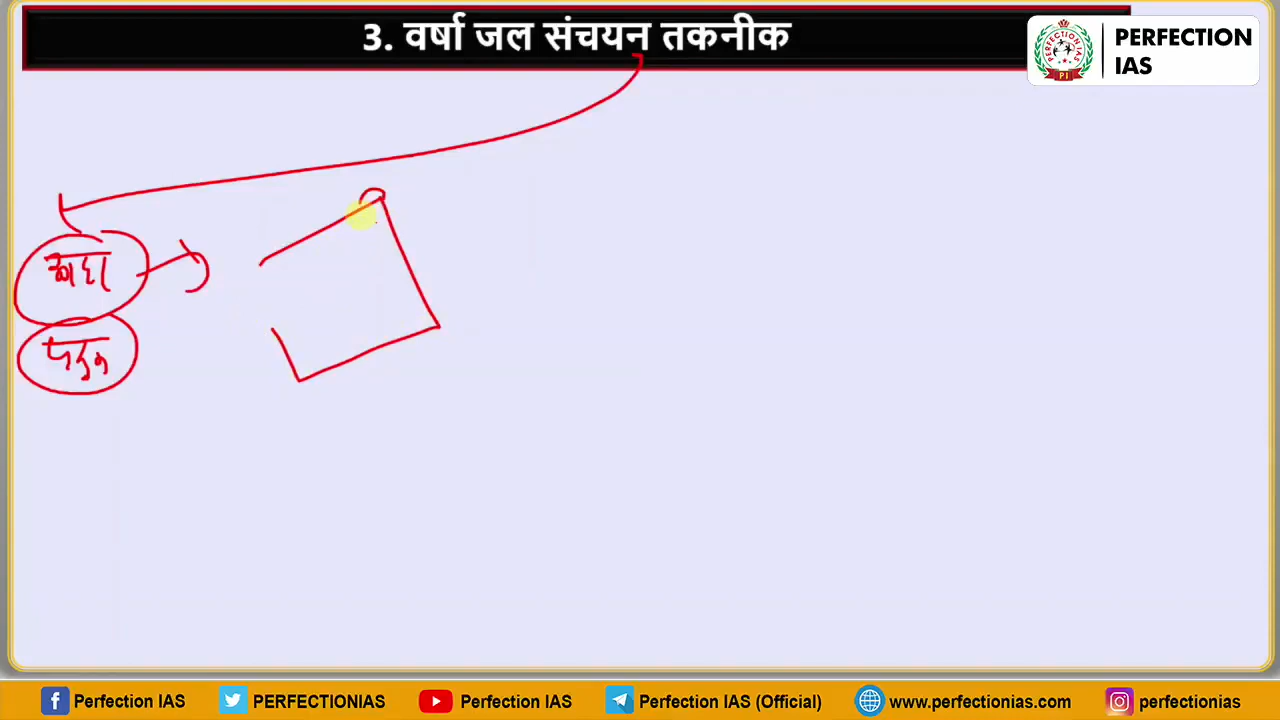 3. वर्षा जल संचयन तकनीक
PERFECTION
IAS
Perfection IAS
PERFECTIONIAS
Perfection IAS
Perfection IAS (Official)
www.perfectionias.com
perfectionias